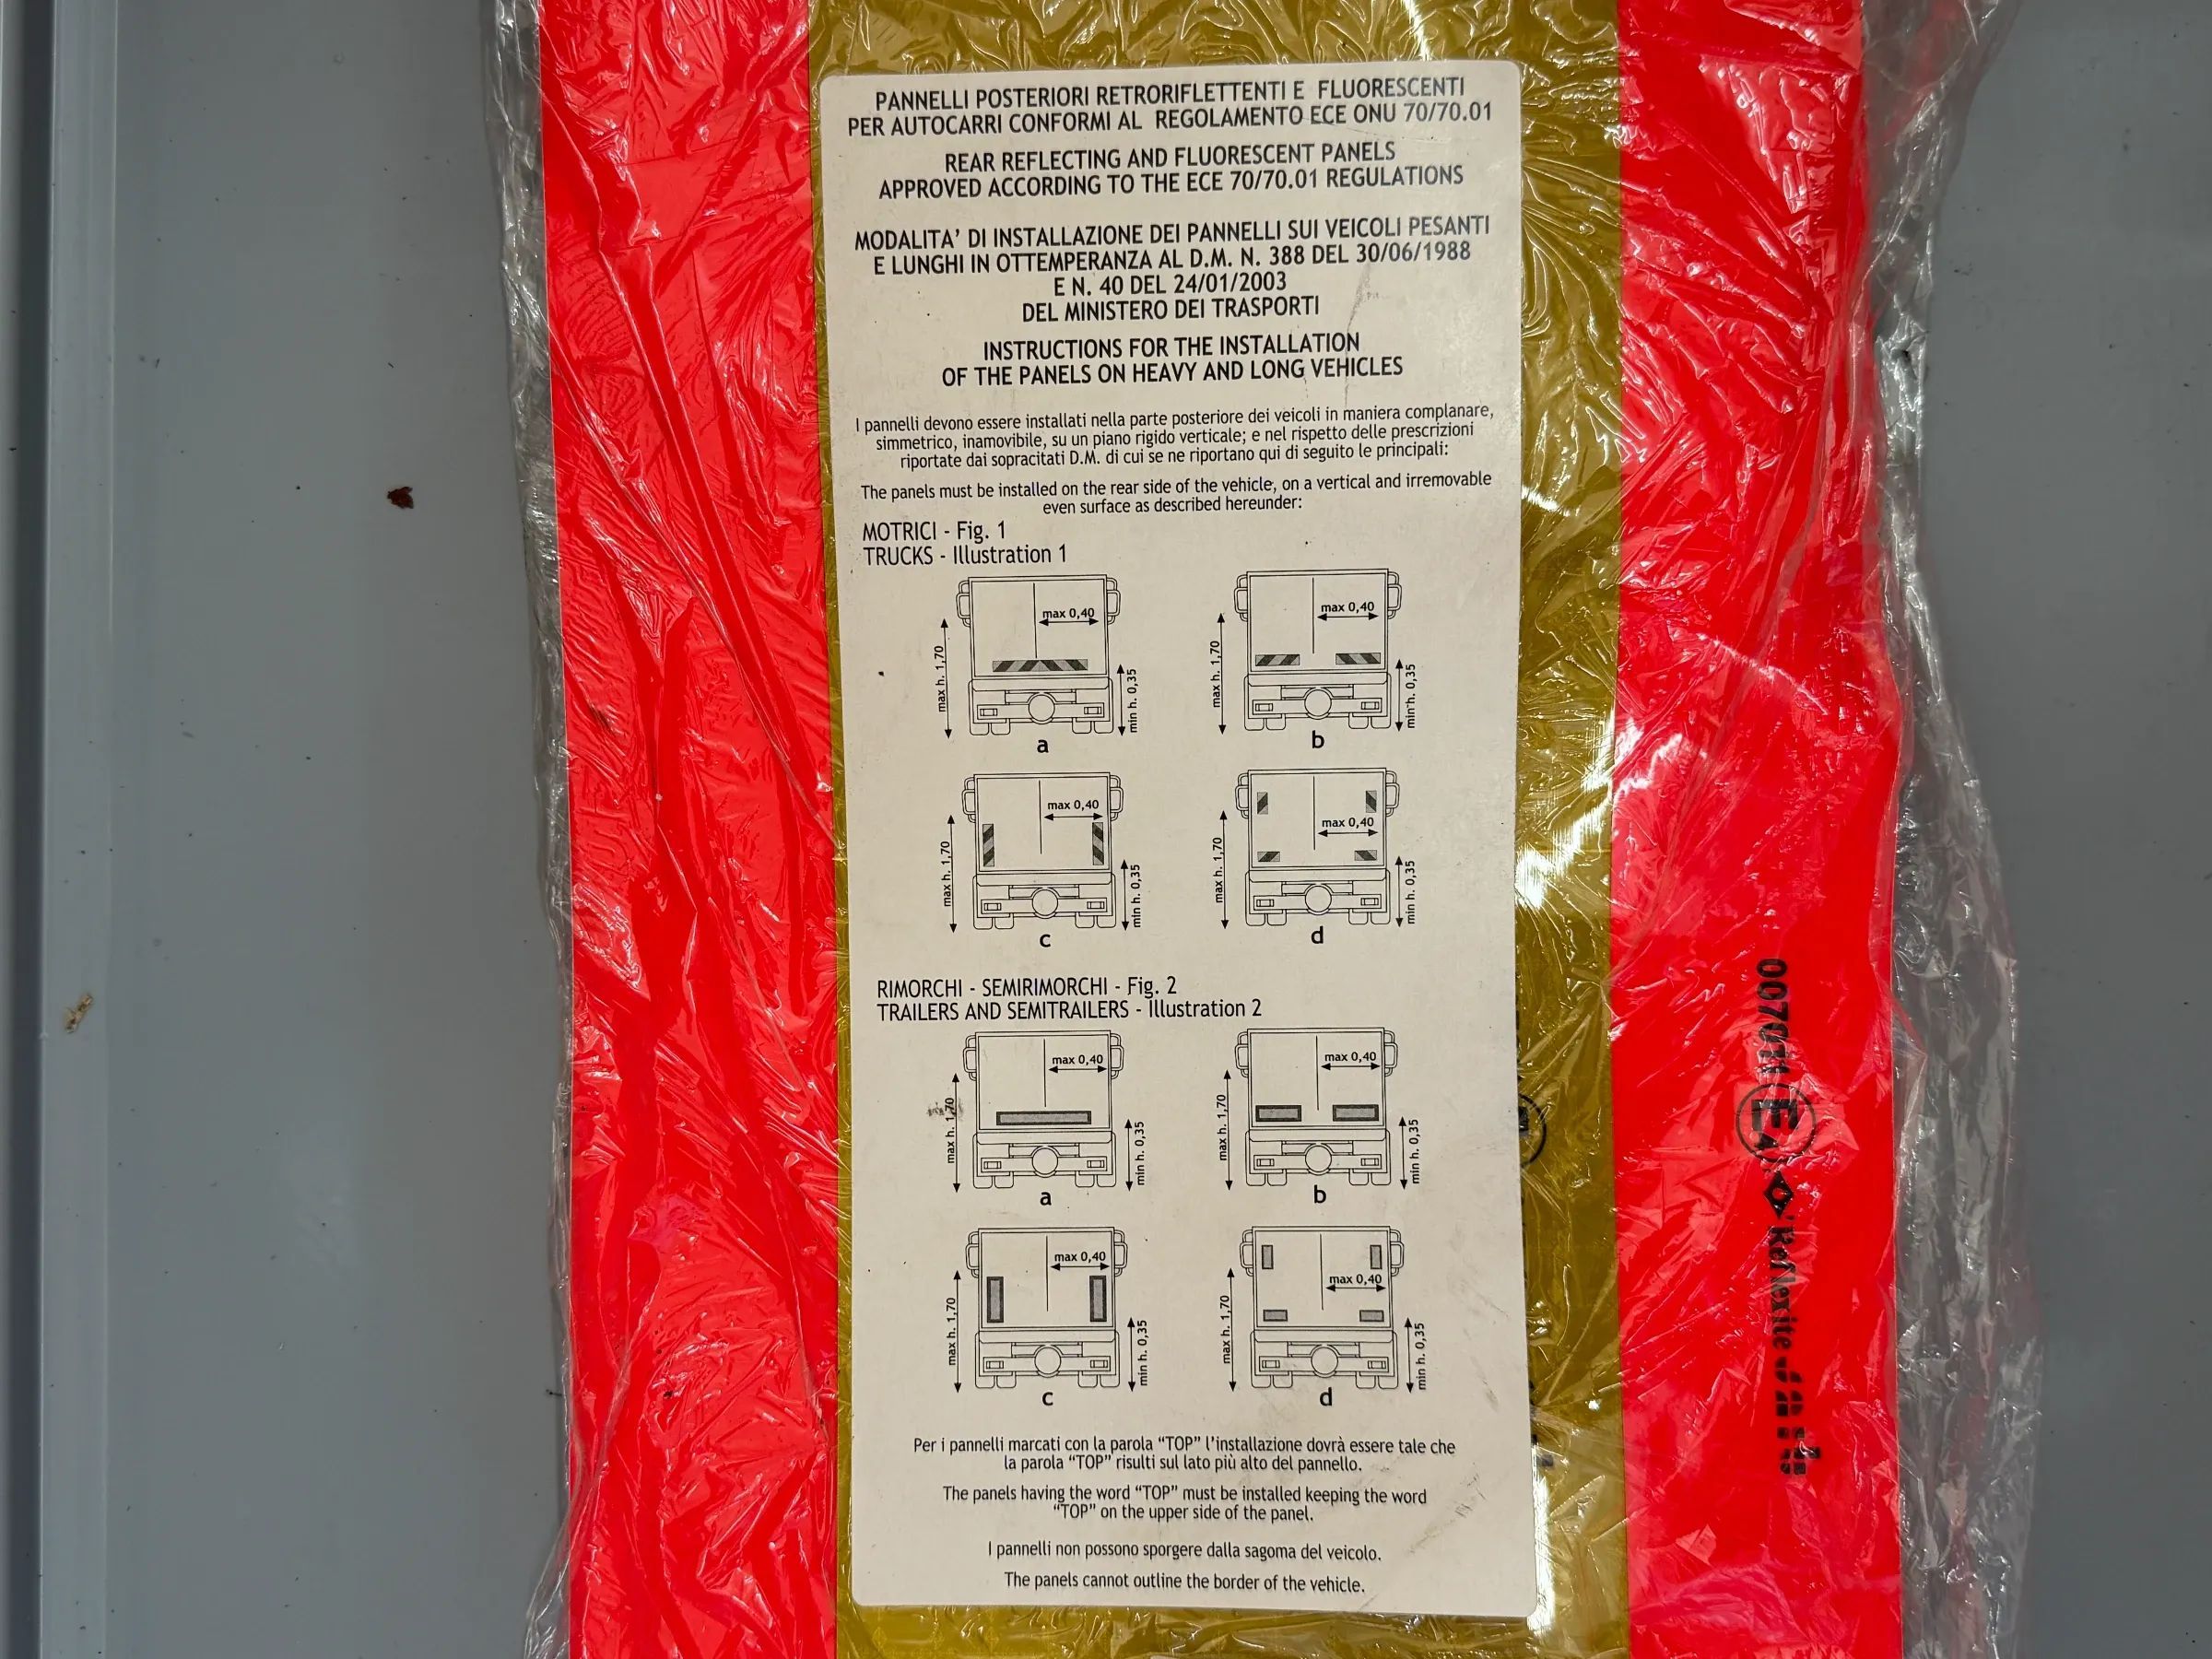 PANNELLI POSTERIORI RETRORIFLETTENTI E FLUORESCENTI
PER AUTOCARRI CONFORMI AL REGOLAMENTO ECE ONU 70/70.01
REAR REFLECTING AND FLUORESCENT PANELS
APPROVED ACCORDING TO THE ECE 70/70.01 REGULATIONS
MODALITA' DI INSTALLAZIONE DEI PANNELLI SUI VEICOLI PESANTI
E LUNGHI IN OTTEMPERANZA AL D.M. N. 388 DEL 30/06/1988
E N. 40 DEL 24/01/2003
DEL MINISTERO DEI TRASPORTI
INSTRUCTIONS FOR THE INSTALLATION
OF THE PANELS ON HEAVY AND LONG VEHICLES
I pannelli devono essere installati nella parte posteriore dei veicoli in maniera complanare,
simmetrico, inamovibile, su un piano rigido verticale; e nel rispetto delle prescrizioni
riportate dai sopracitati D.M. di cui se ne riportano qui di seguito le principali:
The panels must be installed on the rear side of the vehicle, on a vertical and irremovable
even surface as described hereunder:
MOTRICI - Fig. 1
TRUCKS - Illustration 1
max 0,40
max h. 1,70
min h. 0,35
a
max 0,40
max h. 1,70
min h. 0,35
b
max 0,40
max h. 1,70
min h. 0,35
c
max 0,40
max h. 1,70
min h. 0,35
d
RIMORCHI - SEMIRIMORCHI - Fig. 2
TRAILERS AND SEMITRAILERS - Illustration 2
max 0,40
max h. 1,70
min h. 0,35
a
max 0,40
max h. 1,70
min h. 0,35
b
max 0,40
max h. 1,70
min h. 0,35
c
max 0,40
max h. 1,70
min h. 0,35
d
Per i pannelli marcati con la parola “TOP” l'installazione dovrà essere tale che
la parola “TOP” risulti sul lato più alto del pannello.
The panels having the word “TOP” must be installed keeping the word
“TOP” on the upper side of the panel.
I pannelli non possono sporgere dalla sagoma del veicolo.
The panels cannot outline the border of the vehicle.
E4 Reflexite